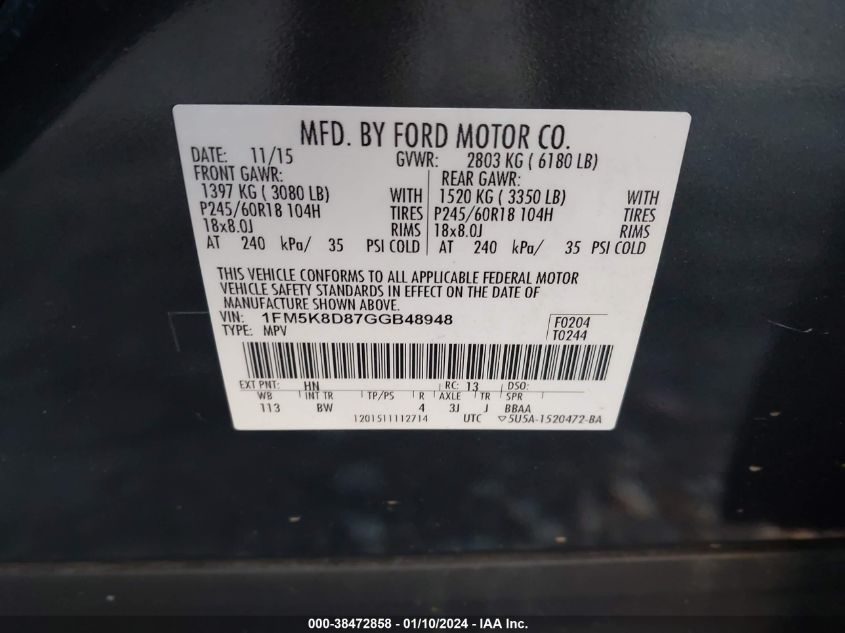 MFD. BY FORD MOTOR CO.
DATE: 11/15 GVWR: 2803 KG ( 6180 LB)
FRONT GAWR: REAR GAWR:
1397 KG ( 3080 LB) WITH 1520 KG ( 3350 LB) WITH
P245/60R18 104H TIRES P245/60R18 104H TIRES
18x8.0J RIMS 18x8.0J RIMS
AT 240 kPa/ 35 PSI COLD AT 240 kPa/ 35 PSI COLD
THIS VEHICLE CONFORMS TO ALL APPLICABLE FEDERAL MOTOR
VEHICLE SAFETY STANDARDS IN EFFECT ON THE DATE OF
MANUFACTURE SHOWN ABOVE.
VIN: 1FM5K8D87GGB48948 F0204
TYPE: MPV T0244
EXT PNT: HN RC: 13 DSO:
WB INT TR TP/PS R AXLE TR SPR
113 BW 4 3J J BBAA
1201511112714 UTC ▽5U5A-1520472-BA
000-38472858 - 01/10/2024 - IAA, Inc.